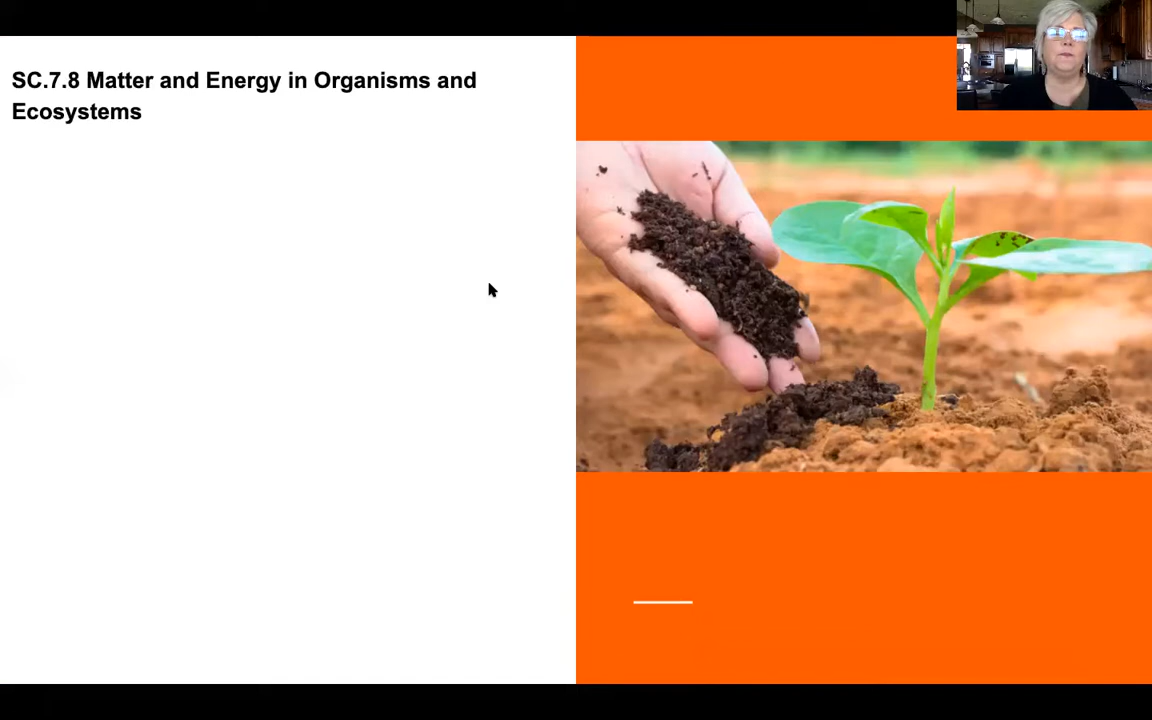 SC.7.8 Matter and Energy in Organisms and
Ecosystems